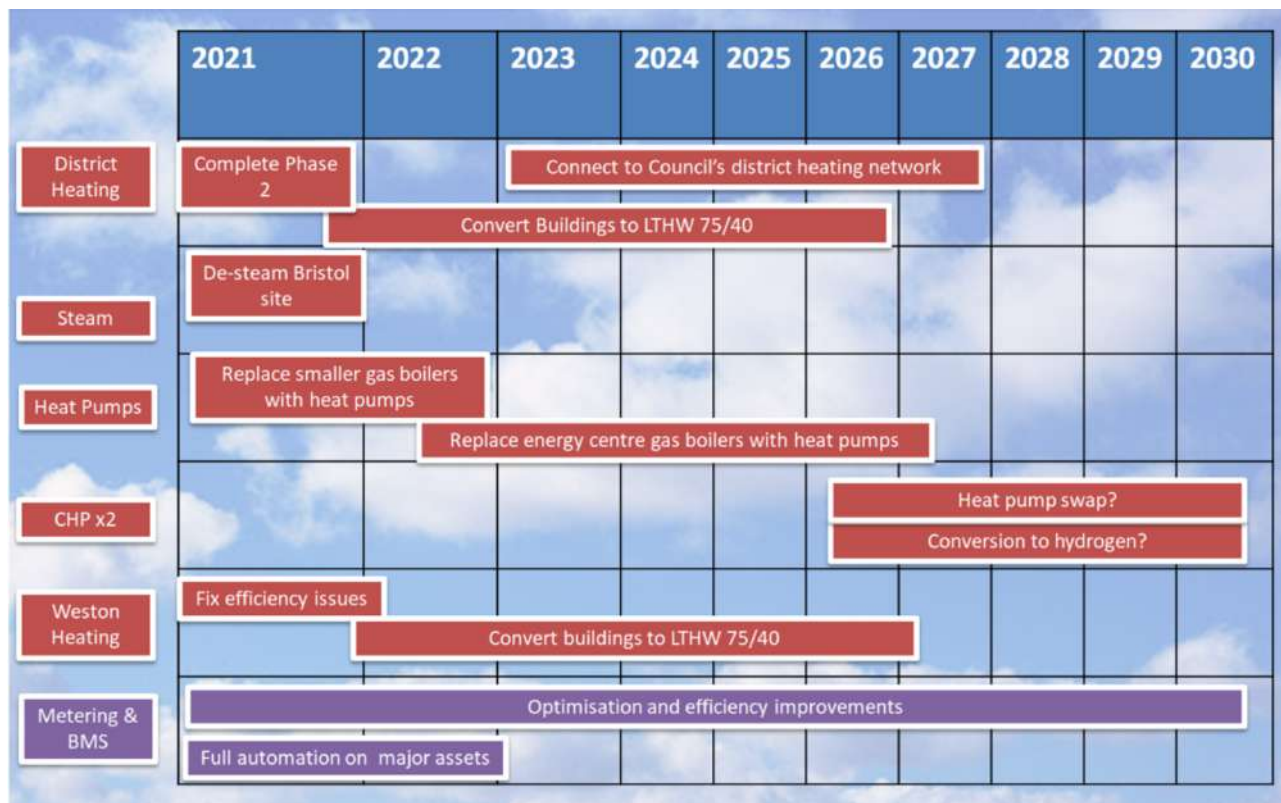 2021 2022 2023 2024 2025 2026 2027 2028 2029 2030
District
Heating
Complete Phase
2
Connect to Council's district heating network
Convert Buildings to LTHW 75/40
Steam
De-steam Bristol
site
Heat Pumps
Replace smaller gas boilers
with heat pumps
Replace energy centre gas boilers with heat pumps
CHP x2
Heat pump swap?
Conversion to hydrogen?
Weston
Heating
Fix efficiency issues
Convert buildings to LTHW 75/40
Metering &
BMS
Optimisation and efficiency improvements
Full automation on major assets